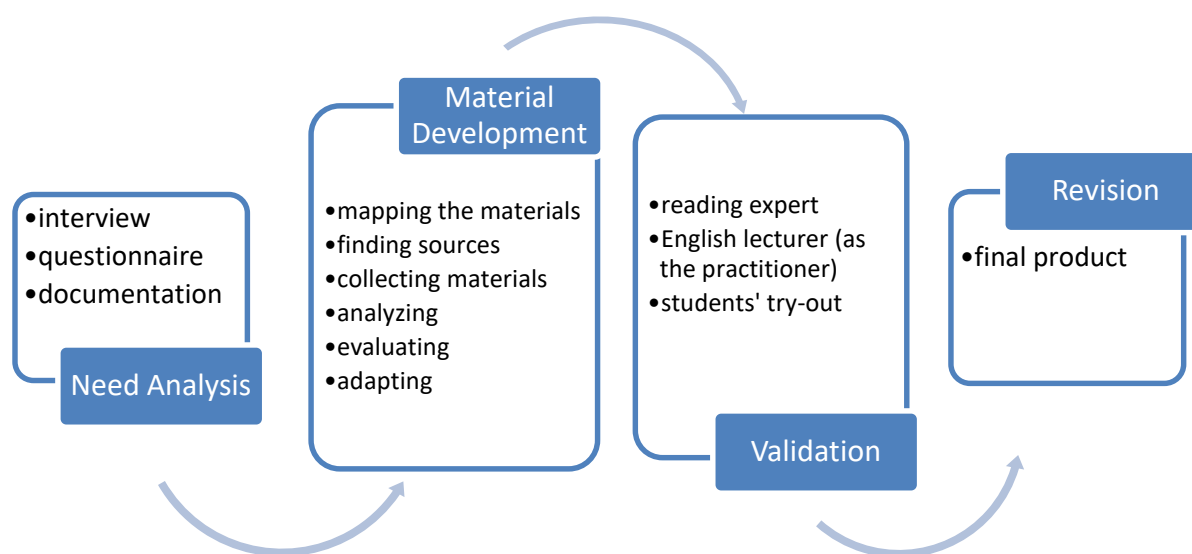 •interview
•questionnaire
•documentation
Need Analysis
Material
Development
•mapping the materials
•finding sources
•collecting materials
•analyzing
•evaluating
•adapting
•reading expert
•English lecturer (as
the practitioner)
•students' try-out
Validation
Revision
•final product